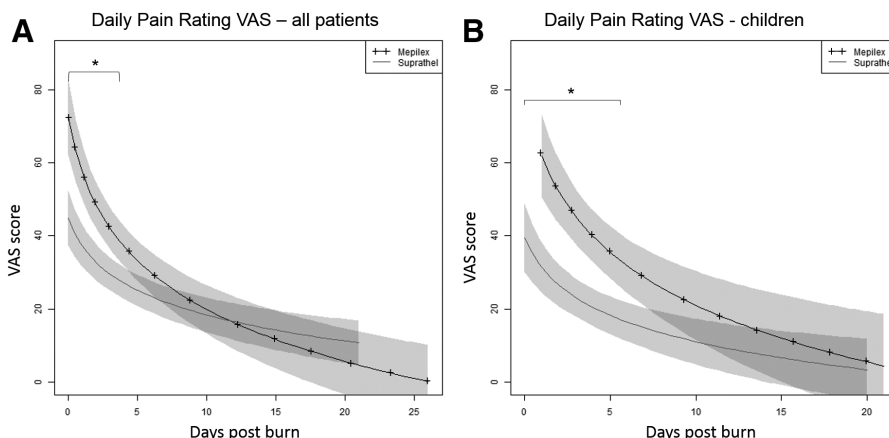 A
Daily Pain Rating VAS – all patients
Mepilex
Suprathel
*
VAS score
80
60
40
20
0
0 5 10 15 20 25
Days post burn
B
Daily Pain Rating VAS - children
Mepilex
Suprathel
*
VAS score
80
60
40
20
0
0 5 10 15 20
Days post burn